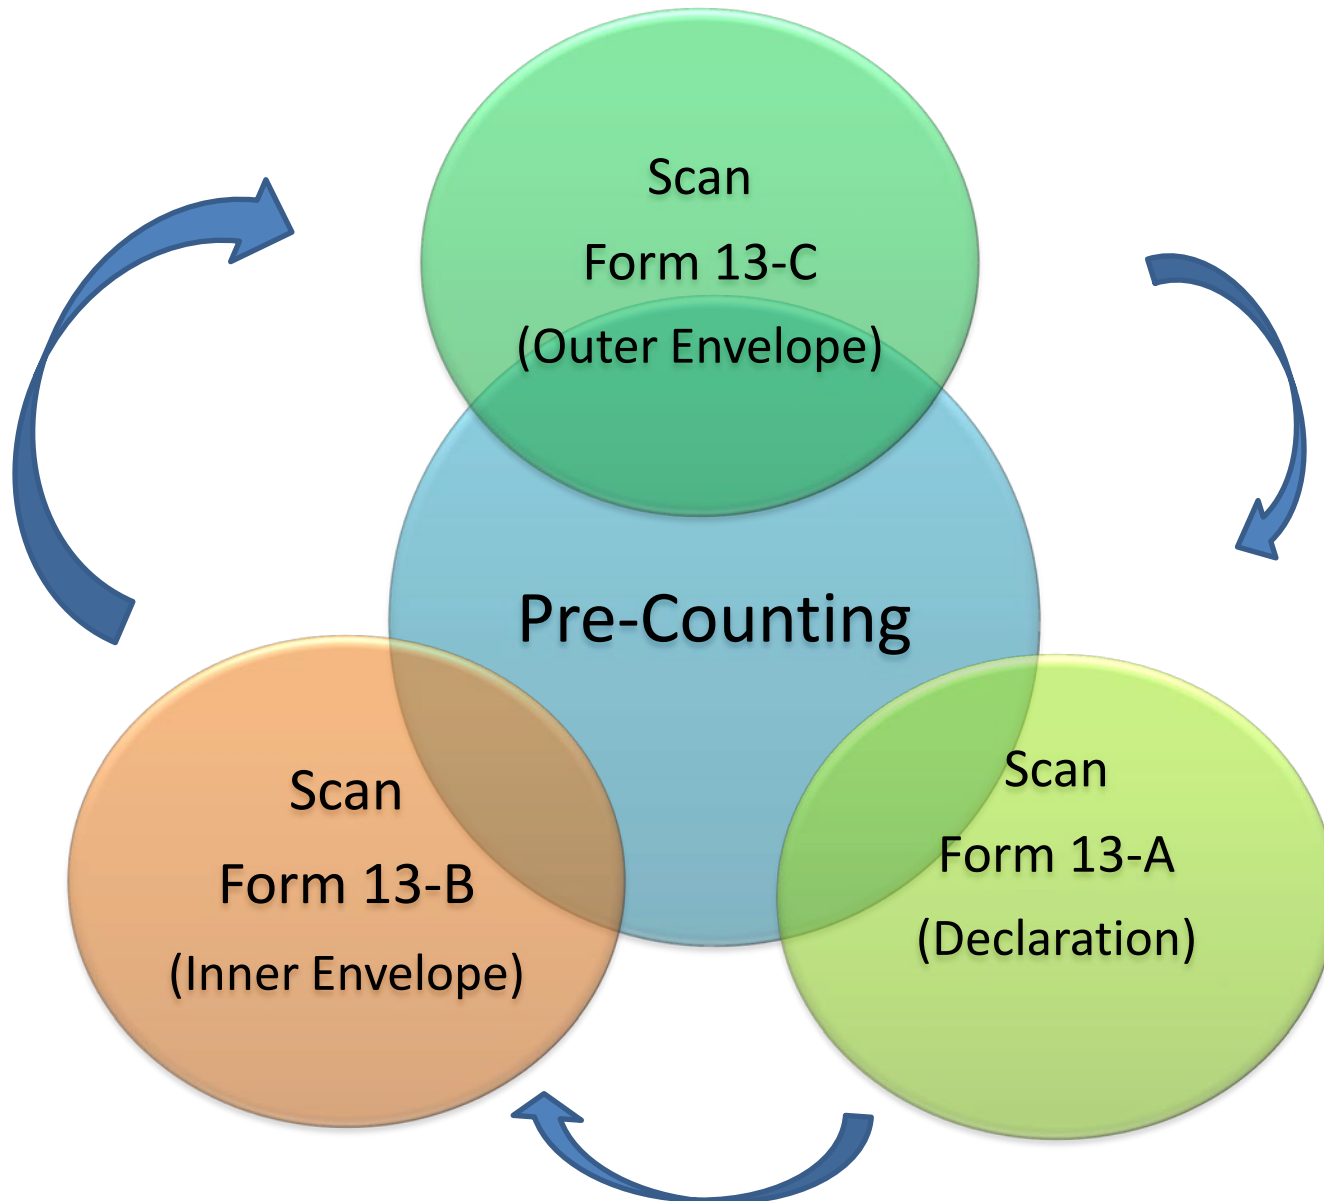 Scan
Form 13-C
(Outer Envelope)
Pre-Counting
Scan
Form 13-A
(Declaration)
Scan
Form 13-B
(Inner Envelope)